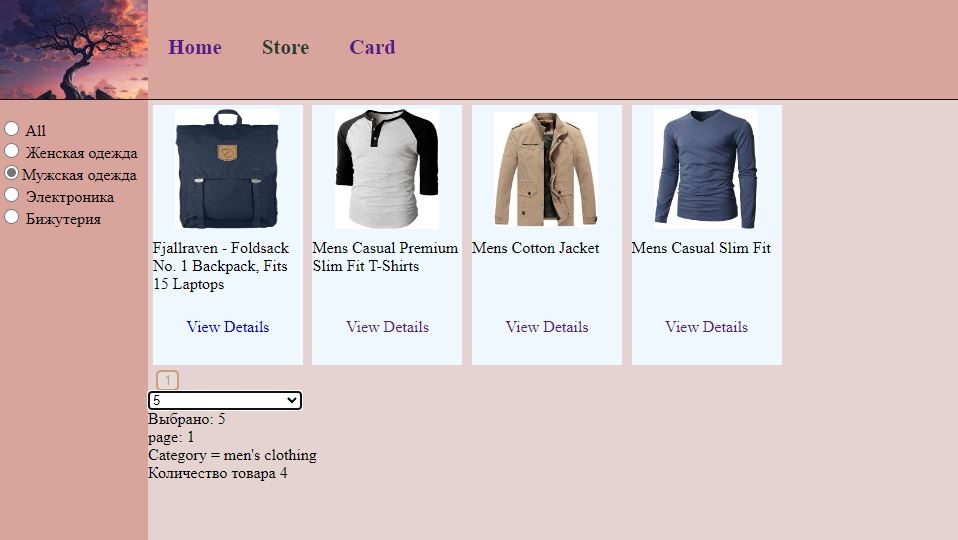 Home Store Card
All
Женская одежда
Мужская одежда
Электроника
Бижутерия
Fjallraven - Foldsack
No. 1 Backpack, Fits
15 Laptops
View Details
Mens Casual Premium
Slim Fit T-Shirts
View Details
Mens Cotton Jacket
View Details
Mens Casual Slim Fit
View Details
1
5
Выбрано: 5
page: 1
Category = men's clothing
Количество товара 4